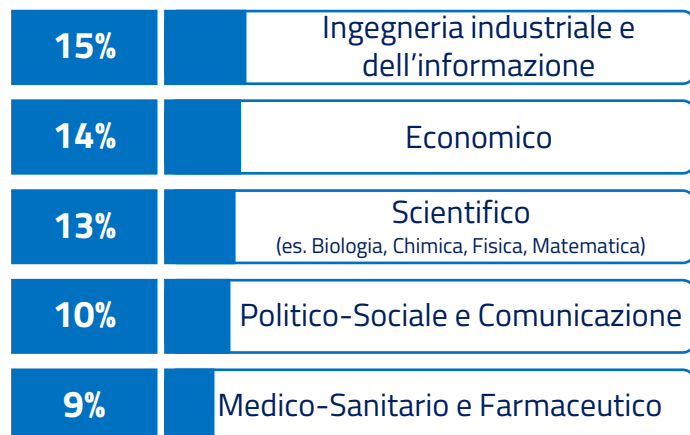 15%
Ingegneria industriale e
dell’informazione
14%
Economico
13%
Scientifico
(es. Biologia, Chimica, Fisica, Matematica)
10%
Politico-Sociale e Comunicazione
9%
Medico-Sanitario e Farmaceutico